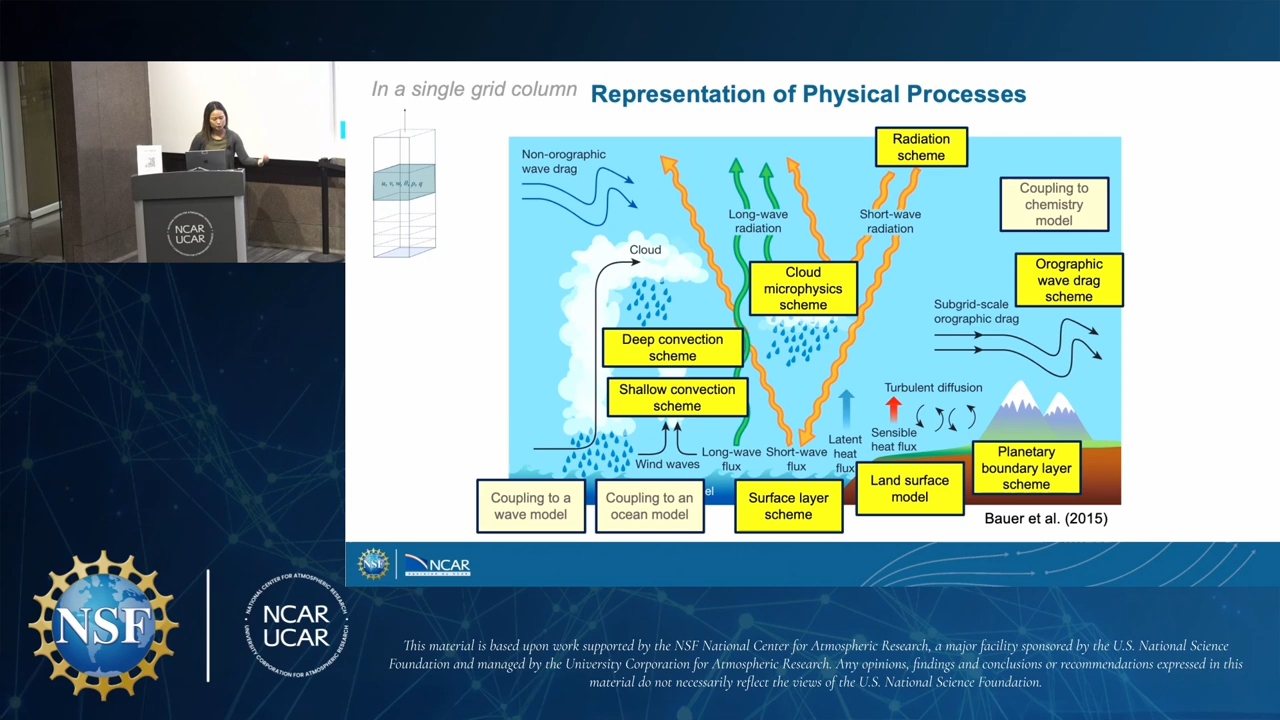 In a single grid column
Representation of Physical Processes
u, v, w, θ, ρ, q
Non-orographic
wave drag
Radiation
scheme
Coupling to
chemistry
model
Long-wave
radiation
Short-wave
radiation
Cloud
Cloud
microphysics
scheme
Orographic
wave drag
scheme
Subgrid-scale
orographic drag
Deep convection
scheme
Shallow convection
scheme
Turbulent diffusion
Latent
heat
flux
Sensible
heat flux
Wind waves
Long-wave
flux
Short-wave
flux
Planetary
boundary layer
scheme
Land surface
model
Coupling to a
wave model
Coupling to an
ocean model
el
Surface layer
scheme
Bauer et al. (2015)
NCAR
UCAR
NCAR
NSF
NATIONAL CENTER FOR ATMOSPHERIC RESEARCH
NCAR
UCAR
UNIVERSITY CORPORATION FOR ATMOSPHERIC RESEARCH
This material is based upon work supported by the NSF National Center for Atmospheric Research, a major facility sponsored by the U.S. National Science
Foundation and managed by the University Corporation for Atmospheric Research. Any opinions, findings and conclusions or recommendations expressed in this
material do not necessarily reflect the views of the U.S. National Science Foundation.